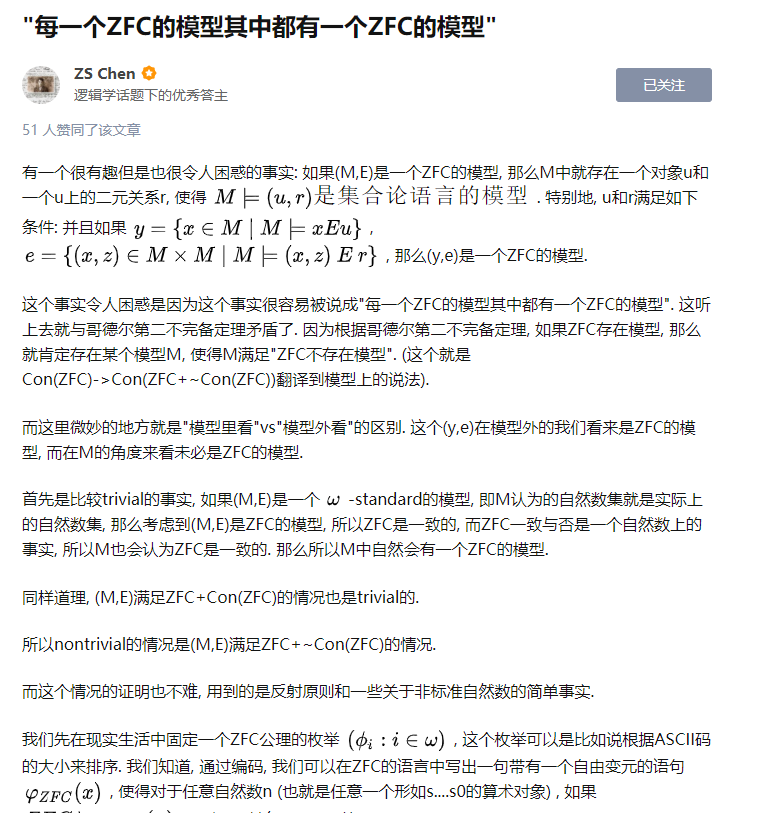 "每一个ZFC的模型其中都有一个ZFC的模型"
ZS Chen
逻辑学话题下的优秀答主
已关注
51 人赞同了该文章
有一个很有趣但是也很令人困惑的事实: 如果(M,E)是一个ZFC的模型, 那么M中就存在一个对象u和
一个u上的二元关系r, 使得 M ⊨ (u, r)是集合论语言的模型 . 特别地, u和r满足如下
条件: 并且如果 y = {x ∈ M | M ⊨ xEu} ,
e = {(x, z) ∈ M × M | M ⊨ (x, z) E r} , 那么(y,e)是一个ZFC的模型.
这个事实令人困惑是因为这个事实很容易被说成"每一个ZFC的模型其中都有一个ZFC的模型". 这听
上去就与哥德尔第二不完备定理矛盾了. 因为根据哥德尔第二不完备定理, 如果ZFC存在模型, 那么
就肯定存在某个模型M, 使得M满足"ZFC不存在模型". (这个就是
Con(ZFC)->Con(ZFC+~Con(ZFC))翻译到模型上的说法).
而这里微妙的地方就是"模型里看"vs"模型外看"的区别. 这个(y,e)在模型外的我们看来是ZFC的模
型, 而在M的角度来看未必是ZFC的模型.
首先是比较trivial的事实, 如果(M,E)是一个 ω -standard的模型, 即M认为的自然数集就是实际上
的自然数集, 那么考虑到(M,E)是ZFC的模型, 所以ZFC是一致的, 而ZFC一致与否是一个自然数上的
事实, 所以M也会认为ZFC是一致的. 那么所以M中自然会有一个ZFC的模型.
同样道理, (M,E)满足ZFC+Con(ZFC)的情况也是trivial的.
所以nontrivial的情况是(M,E)满足ZFC+~Con(ZFC)的情况.
而这个情况的证明也不难, 用到的是反射原则和一些关于非标准自然数的简单事实.
我们先在现实生活中固定一个ZFC公理的枚举 (ϕᵢ : i ∈ ω) , 这个枚举可以是比如说根据ASCII码
的大小来排序. 我们知道, 通过编码, 我们可以在ZFC的语言中写出一句带有一个自由变元的语句
φ_ZFC(x) , 使得对于任意自然数n (也就是任意一个形如s....s0的算术对象) , 如果